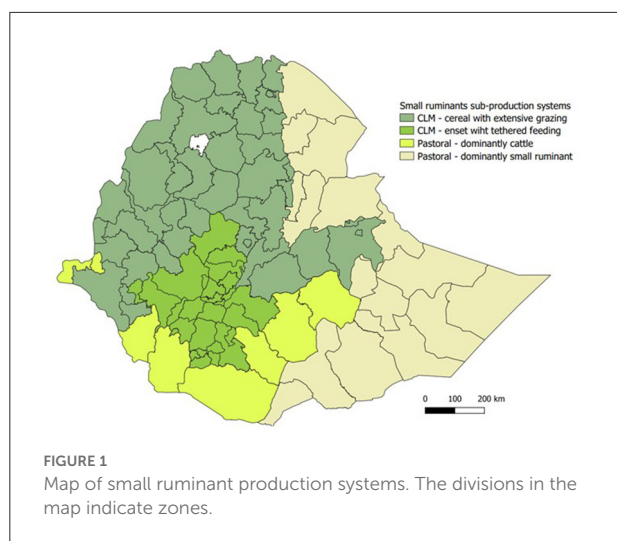 Small ruminants sub-production systems
CLM - cereal with extensive grazing
CLM - enset wiht tethered feeding
Pastoral - dominantly cattle
Pastoral - dominantly small ruminant
0 100 200 km
FIGURE 1
Map of small ruminant production systems. The divisions in the
map indicate zones.